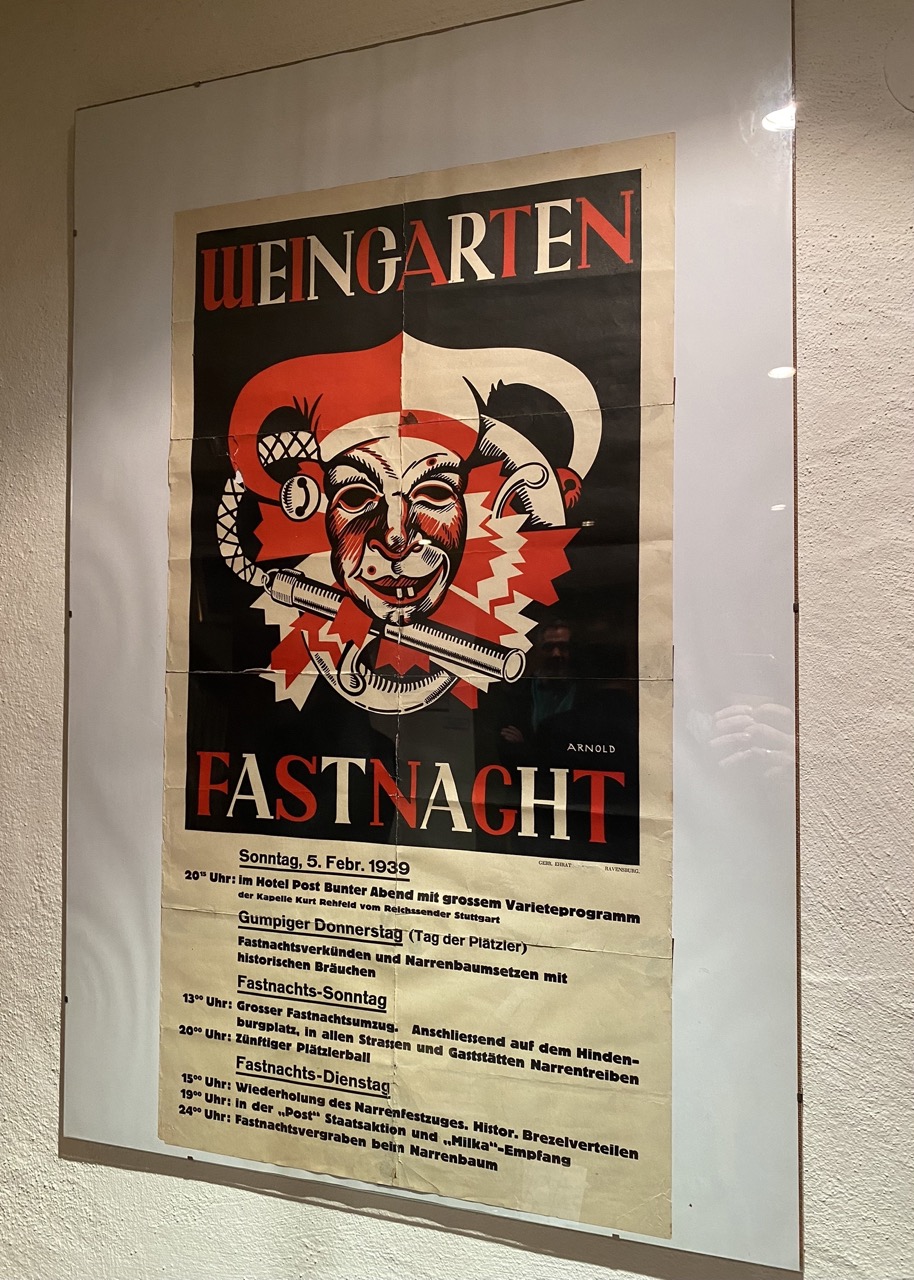 WEINGARTEN
ARNOLD
FASTNACHT
GEBR. EHRAT RAVENSBURG.
Sonntag, 5. Febr. 1939
20¹⁵ Uhr: im Hotel Post Bunter Abend mit grossem Varieteprogramm
der Kapelle Kurt Rehfeld vom Reichssender Stuttgart
Gumpiger Donnerstag (Tag der Plätzler)
Fastnachtsverkünden und Narrenbaumsetzen mit
historischen Bräuchen
Fastnachts-Sonntag
13⁰⁰ Uhr: Grosser Fastnachtsumzug. Anschliessend auf dem Hinden-
burgplatz, in allen Strassen und Gaststätten Narrentreiben
20⁰⁰ Uhr: Zünftiger Plätzlerball
Fastnachts-Dienstag
15⁰⁰ Uhr: Wiederholung des Narrenfestzuges. Histor. Brezelverteilen
19⁰⁰ Uhr: in der „Post“ Staatsaktion und „Milka“-Empfang
24⁰⁰ Uhr: Fastnachtsvergraben beim Narrenbaum